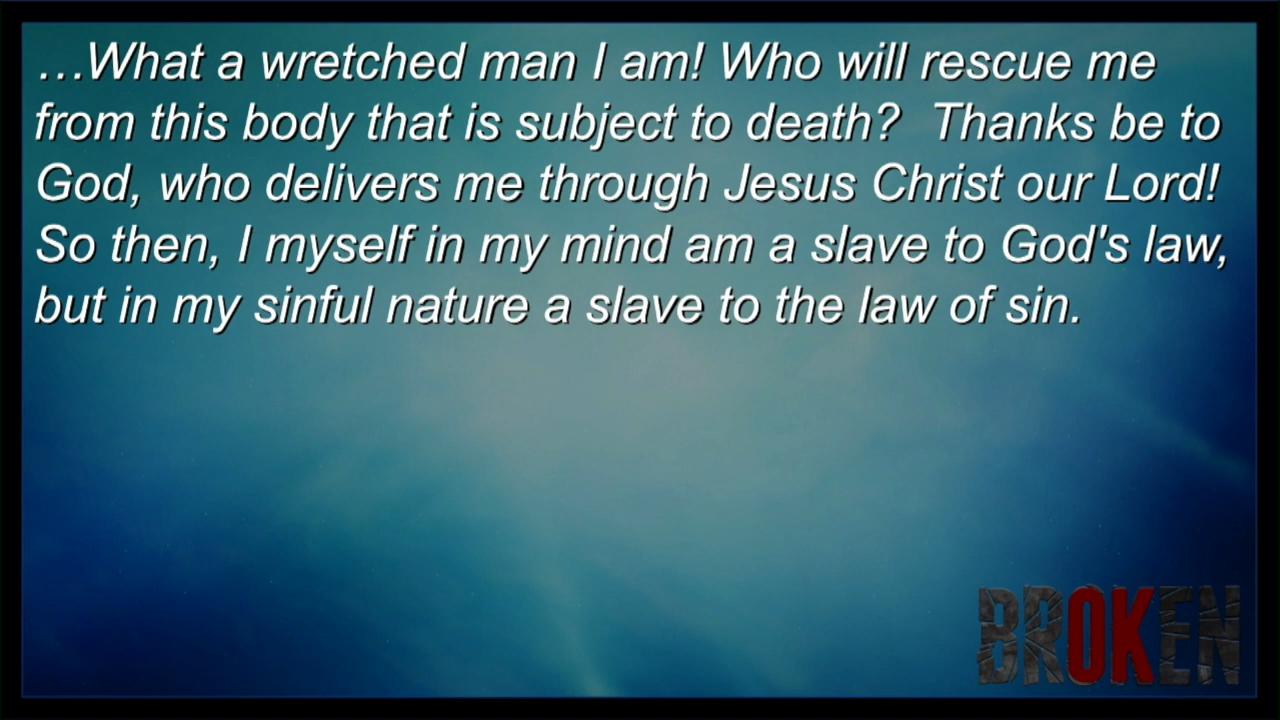 …What a wretched man I am! Who will rescue me
from this body that is subject to death?  Thanks be to
God, who delivers me through Jesus Christ our Lord!
So then, I myself in my mind am a slave to God's law,
but in my sinful nature a slave to the law of sin.
BROKEN